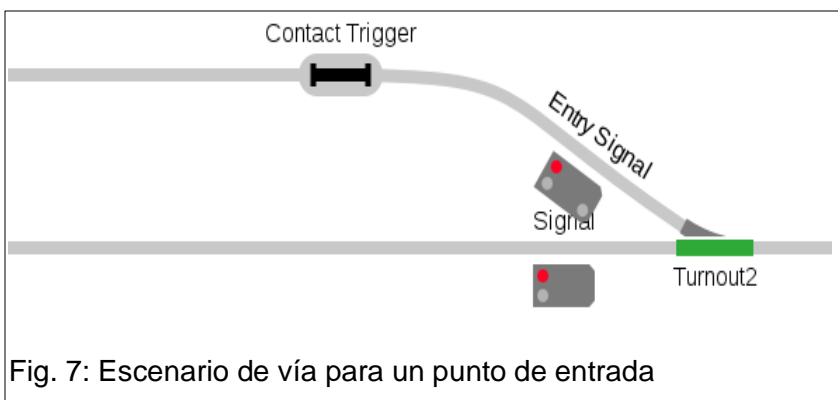 Contact Trigger
Entry Signal
Signal
Turnout2
Fig. 7: Escenario de vía para un punto de entrada